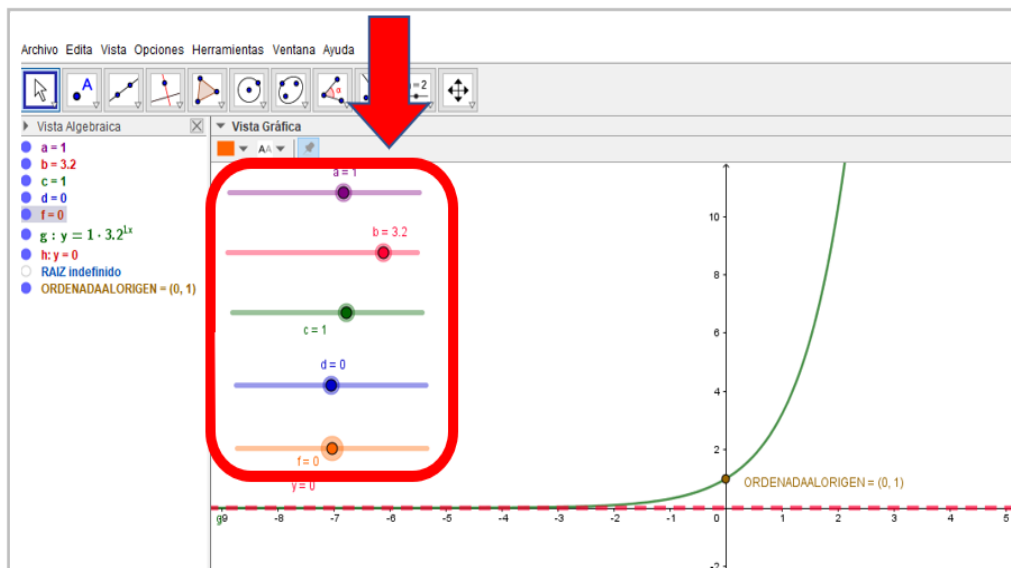 Archivo Edita Vista Opciones Herramientas Ventana Ayuda
A
α
=2
Vista Algebraica
Vista Gráfica
AA
a = 1
b = 3.2
c = 1
d = 0
f = 0
g : y = 1 · 3.2^{1x}
h: y = 0
RAIZ indefinido
ORDENADAALORIGEN = (0, 1)
a = 1
b = 3.2
c = 1
d = 0
f = 0
y = 0
10
8
6
4
2
ORDENADAALORIGEN = (0, 1)
g
-9 -8 -7 -6 -5 -4 -3 -2 -1 0 1 2 3 4 5
-2